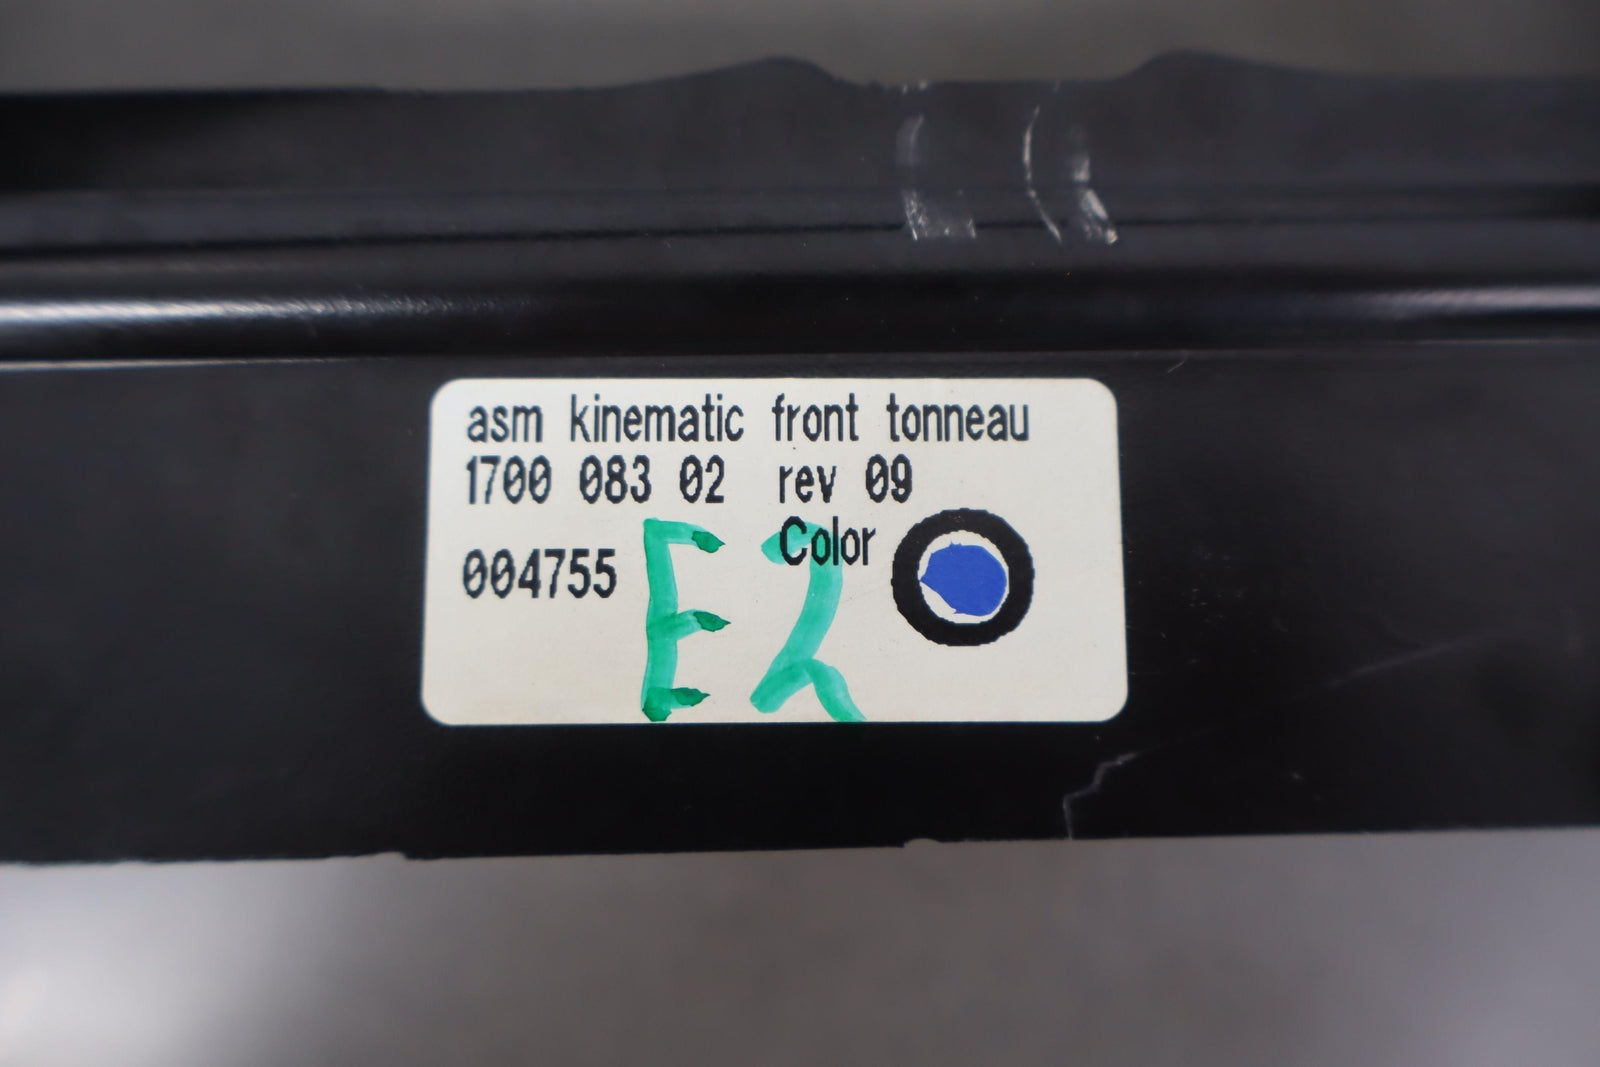 asm kinematic front tonneau
1700 083 02 rev 09
Color
004755
E2